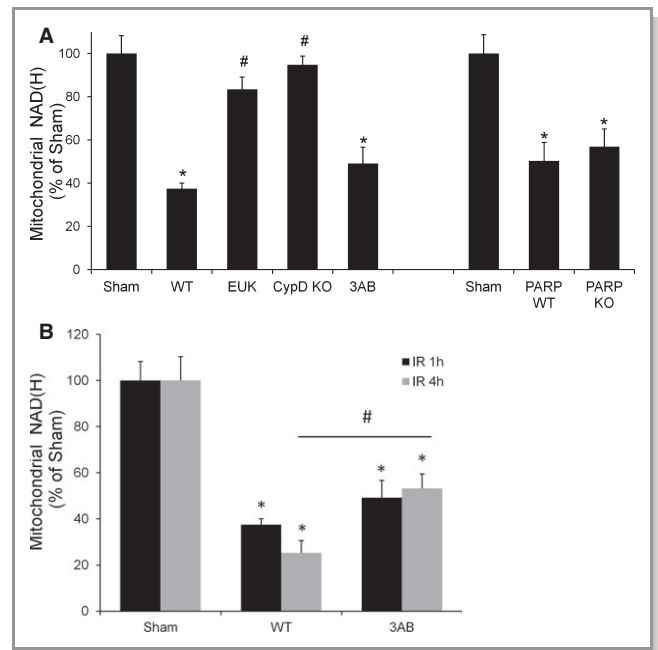 A
Mitochondrial NAD(H)
(% of Sham)
100
80
60
40
20
0
*
#
#
*
*
*
Sham
WT
EUK
CypD KO
3AB
Sham
PARP
WT
PARP
KO
B
Mitochondrial NAD(H)
(% of Sham)
120
100
80
60
40
20
0
IR 1h
IR 4h
#
*
*
*
*
Sham
WT
3AB